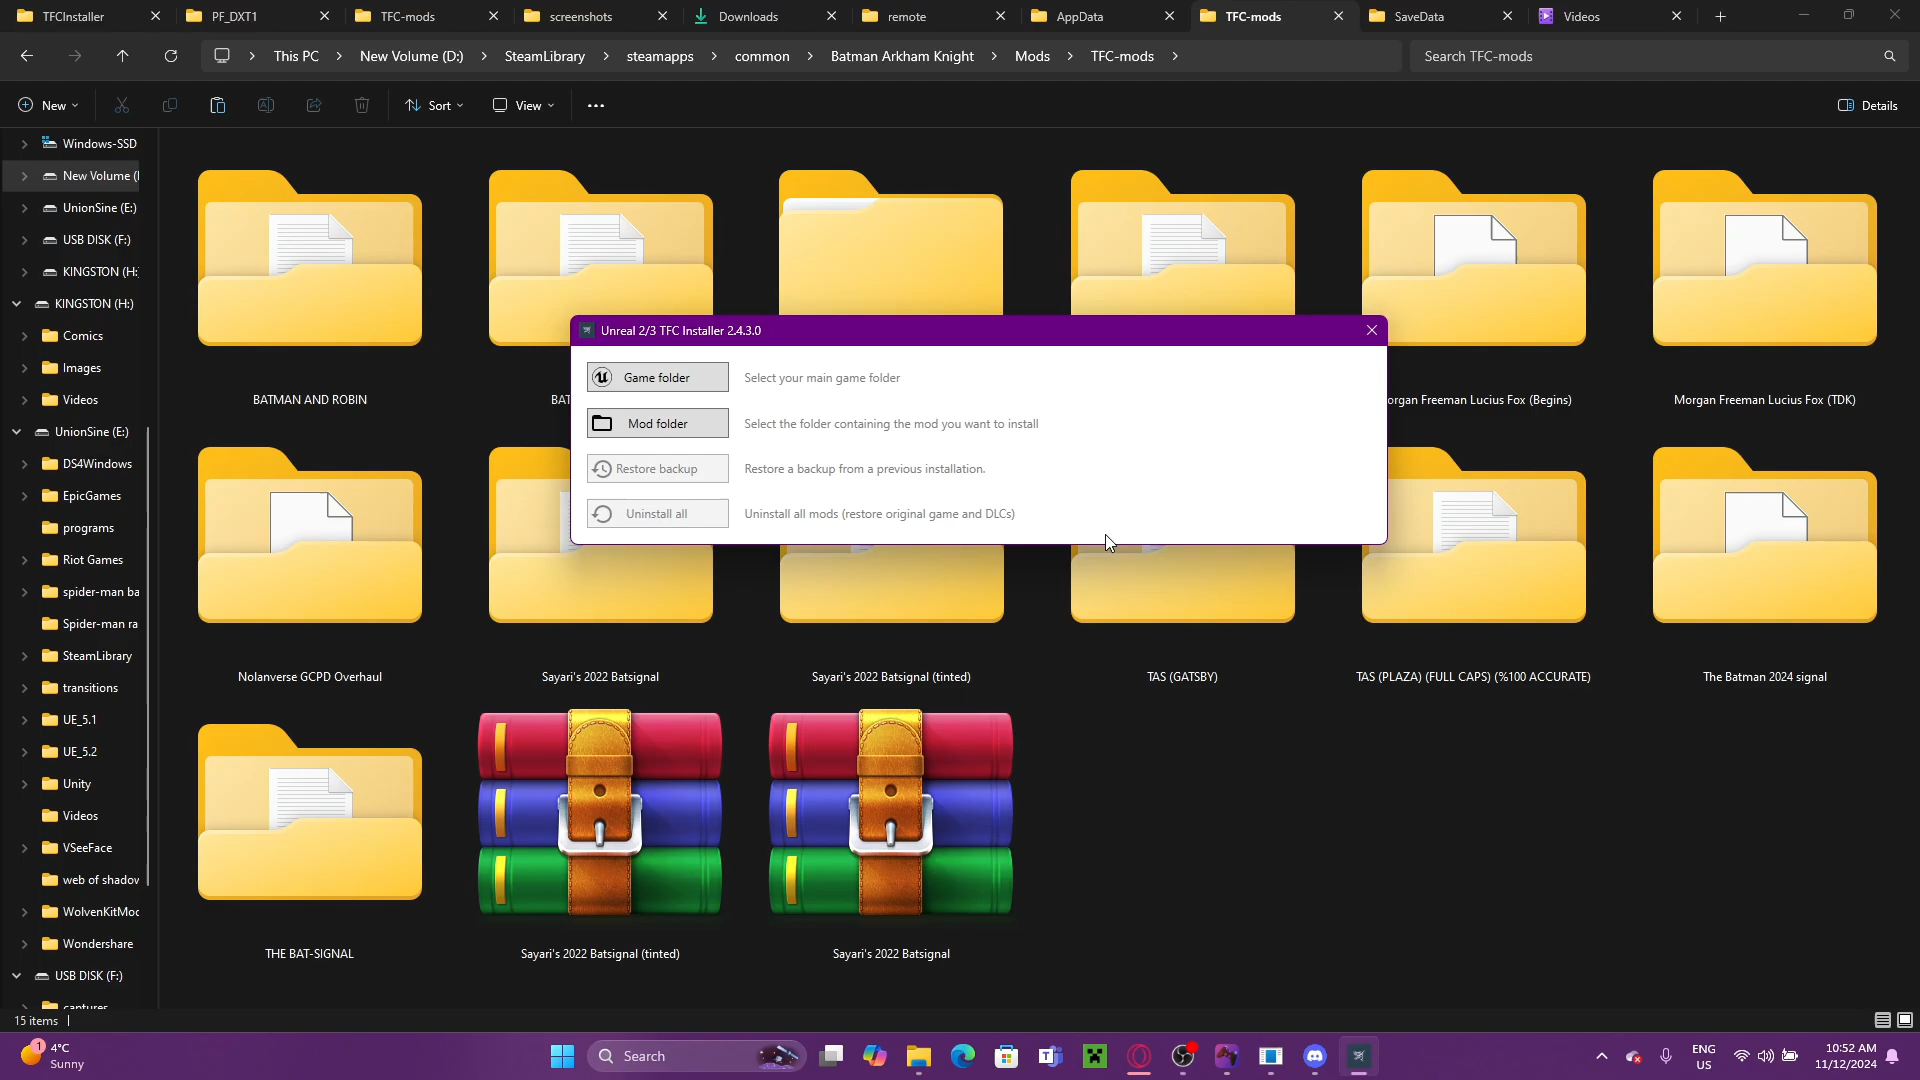 TFCInstaller
PF_DXT1
TFC-mods
screenshots
Downloads
remote
AppData
TFC-mods
SaveData
Videos
This PC
New Volume (D:)
SteamLibrary
steamapps
common
Batman Arkham Knight
Mods
TFC-mods
Search TFC-mods
New
Sort
View
Details
Windows-SSD
New Volume (
UnionSine (E:)
USB DISK (F:)
KINGSTON (H:
KINGSTON (H:)
Comics
Images
Videos
UnionSine (E:)
DS4Windows
EpicGames
programs
Riot Games
spider-man ba
Spider-man ra
SteamLibrary
transitions
UE_5.1
UE_5.2
Unity
Videos
VSeeFace
web of shadov
WolvenKitMod
Wondershare
USB DISK (F:)
captures
BATMAN AND ROBIN
BAT
organ Freeman Lucius Fox (Begins)
Morgan Freeman Lucius Fox (TDK)
Unreal 2/3 TFC Installer 2.4.3.0
Game folder
Select your main game folder
Mod folder
Select the folder containing the mod you want to install
Restore backup
Restore a backup from a previous installation.
Uninstall all
Uninstall all mods (restore original game and DLCs)
Nolanverse GCPD Overhaul
Sayari's 2022 Batsignal
Sayari's 2022 Batsignal (tinted)
TAS (GATSBY)
TAS (PLAZA) (FULL CAPS) (%100 ACCURATE)
The Batman 2024 signal
THE BAT-SIGNAL
Sayari's 2022 Batsignal (tinted)
Sayari's 2022 Batsignal
15 items
1
4°C
Sunny
Search
ENG
US
10:52 AM
11/12/2024